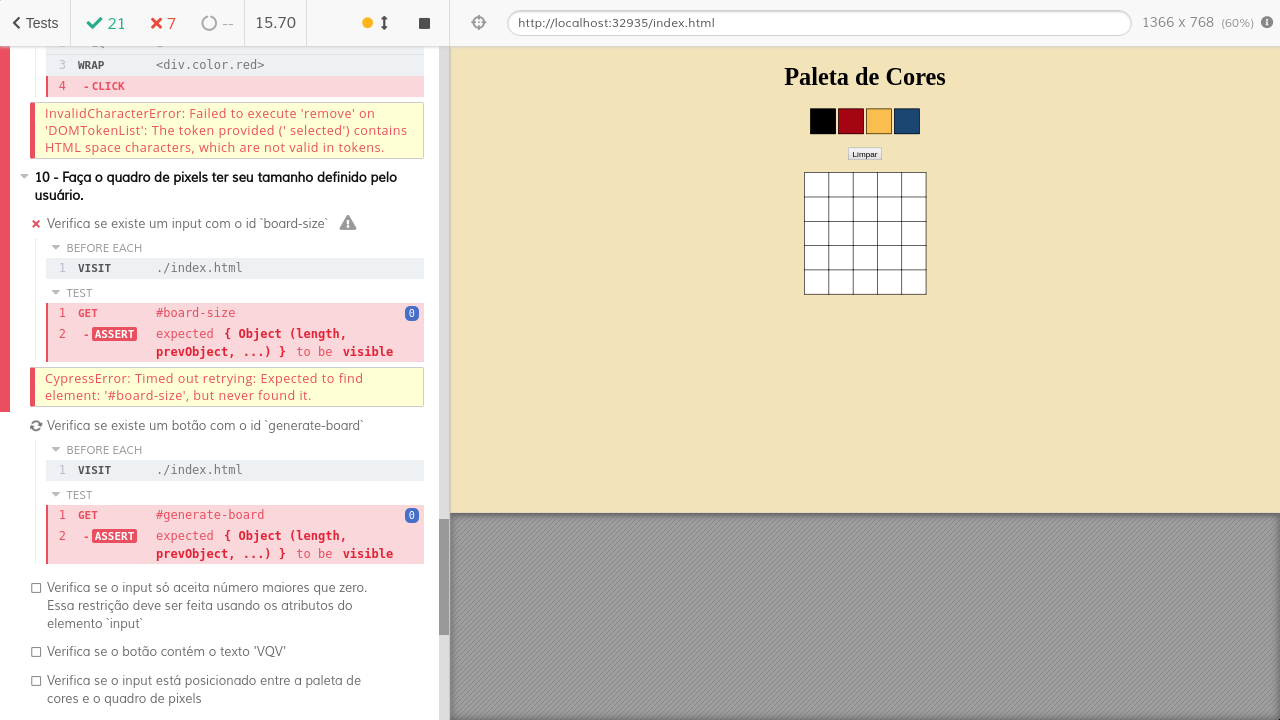 Tests
21
7
--
15.70
http://localhost:32935/index.html
1366 x 768 (60%)
3 WRAP <div.color.red>
4 - CLICK
InvalidCharacterError: Failed to execute 'remove' on
'DOMTokenList': The token provided (' selected') contains
HTML space characters, which are not valid in tokens.
10 - Faça o quadro de pixels ter seu tamanho definido pelo
usuário.
Verifica se existe um input com o id `board-size`
BEFORE EACH
1 VISIT ./index.html
TEST
1 GET #board-size 0
2 - ASSERT expected { Object (length,
prevObject, ...) } to be visible
CypressError: Timed out retrying: Expected to find
element: '#board-size', but never found it.
Verifica se existe um botão com o id `generate-board`
BEFORE EACH
1 VISIT ./index.html
TEST
1 GET #generate-board 0
2 - ASSERT expected { Object (length,
prevObject, ...) } to be visible
Verifica se o input só aceita número maiores que zero.
Essa restrição deve ser feita usando os atributos do
elemento `input`
Verifica se o botão contém o texto 'VQV'
Verifica se o input está posicionado entre a paleta de
cores e o quadro de pixels
Paleta de Cores
Limpar